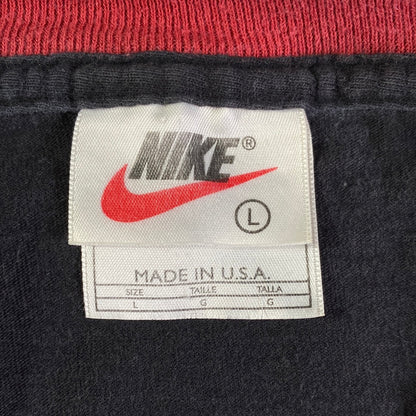 NIKE®
L
MADE IN U.S.A.
SIZE TAILLE TALLA
L G G